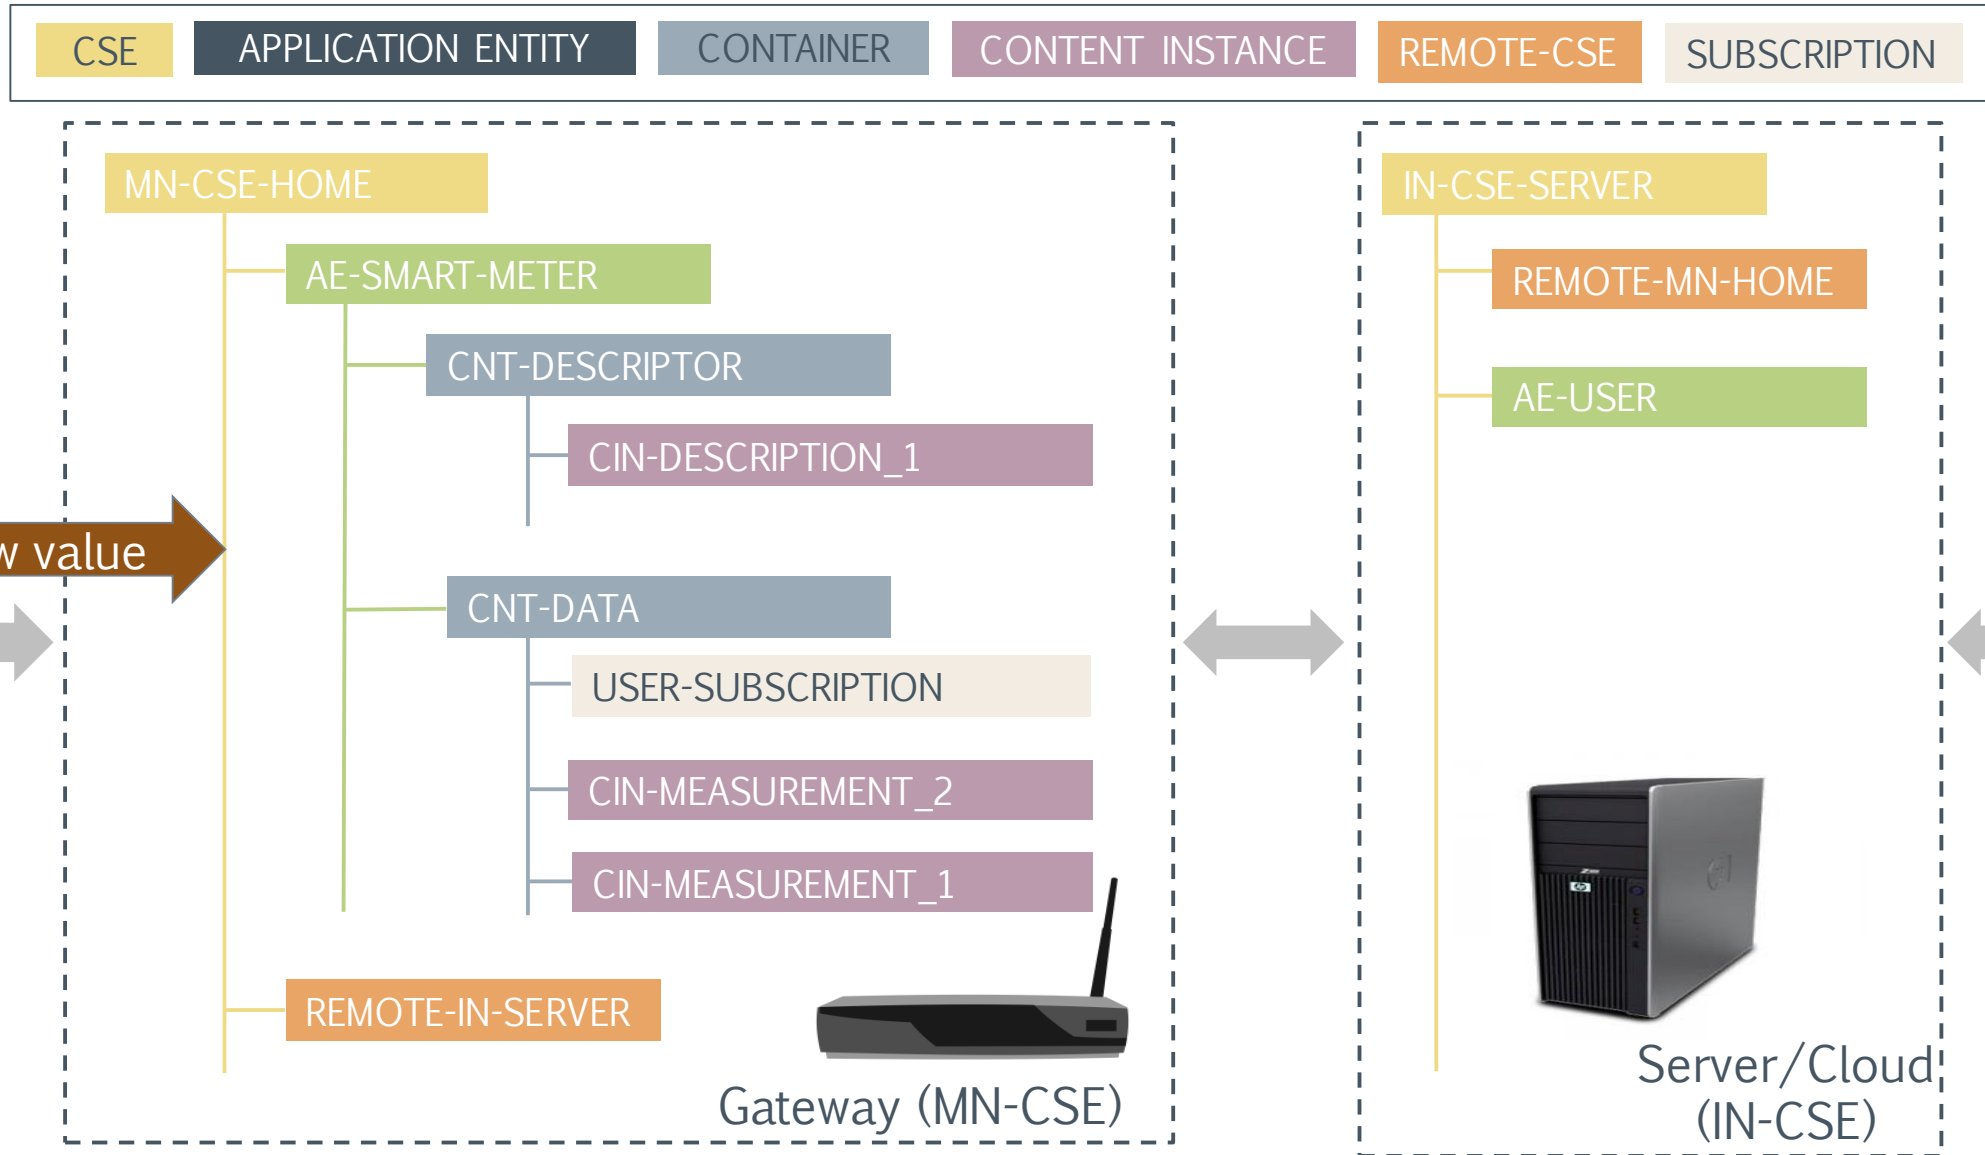 CSE
APPLICATION ENTITY
CONTAINER
CONTENT INSTANCE
REMOTE-CSE
SUBSCRIPTION
MN-CSE-HOME
AE-SMART-METER
CNT-DESCRIPTOR
CIN-DESCRIPTION_1
w value
CNT-DATA
USER-SUBSCRIPTION
CIN-MEASUREMENT_2
CIN-MEASUREMENT_1
REMOTE-IN-SERVER
Gateway (MN-CSE)
IN-CSE-SERVER
REMOTE-MN-HOME
AE-USER
hp
Server/Cloud
(IN-CSE)